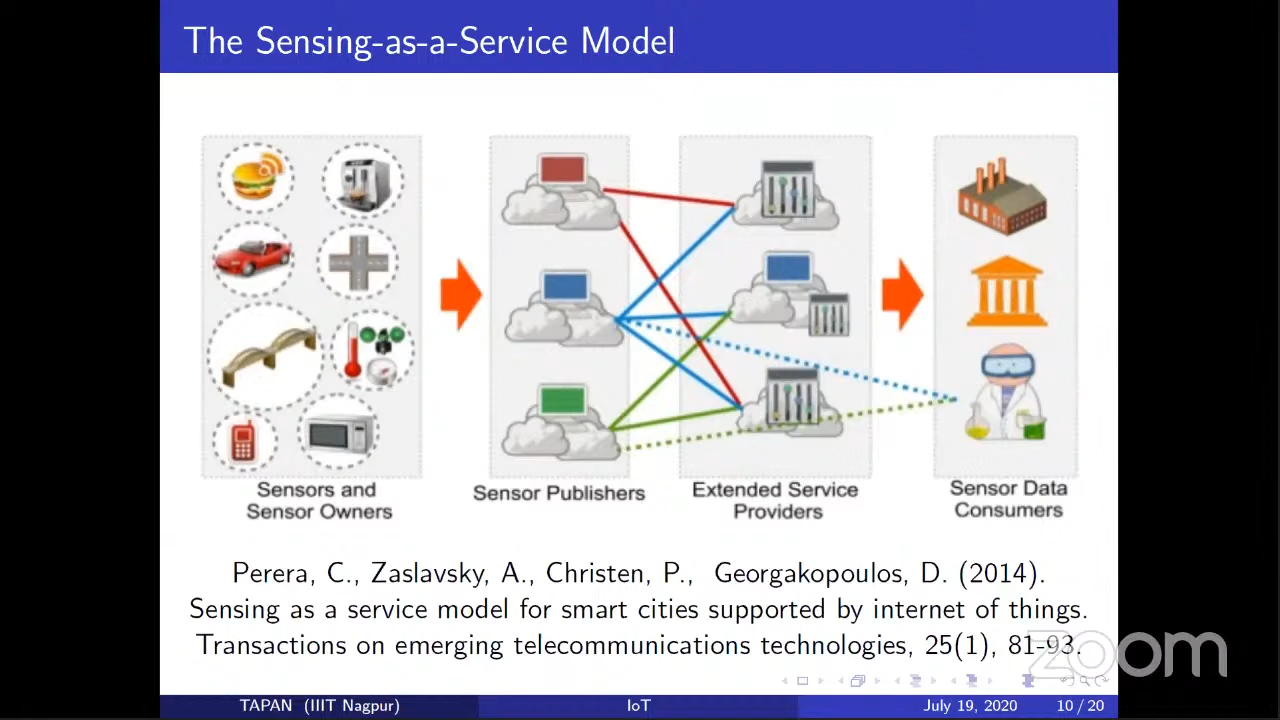 The Sensing-as-a-Service Model
Sensors and
Sensor Owners
Sensor Publishers
Extended Service
Providers
Sensor Data
Consumers
Perera, C., Zaslavsky, A., Christen, P., Georgakopoulos, D. (2014).
Sensing as a service model for smart cities supported by internet of things.
Transactions on emerging telecommunications technologies, 25(1), 81-93.
zoom
TAPAN (IIIT Nagpur) IoT July 19, 2020 10 / 20